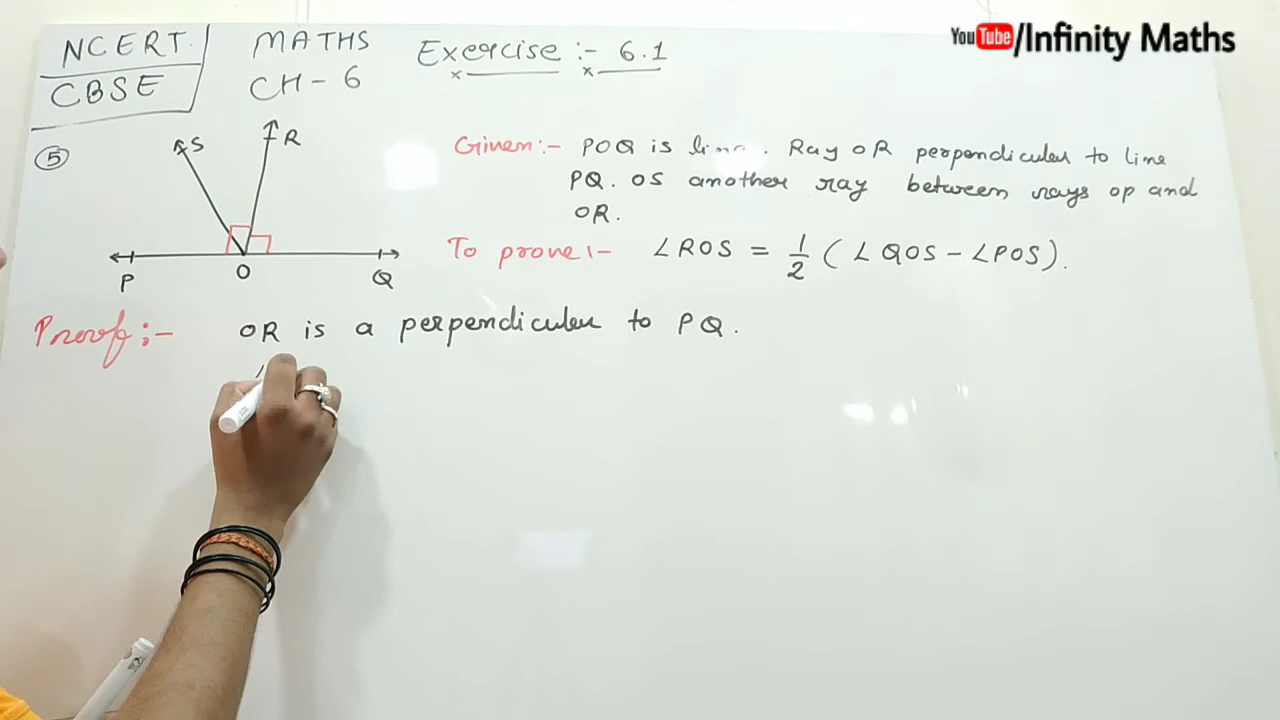 YouTube/Infinity Maths
NCERT
CBSE
MATHS
CH-6
Exercise :- 6.1
5
S
R
P
O
Q
Given:- POQ is line. Ray OR perpendicular to line
PQ. OS another ray between rays op and
OR.
To prove:- ∠ROS = 1/2 (∠QOS - ∠POS).
Proof:- OR is a perpendicular to PQ.